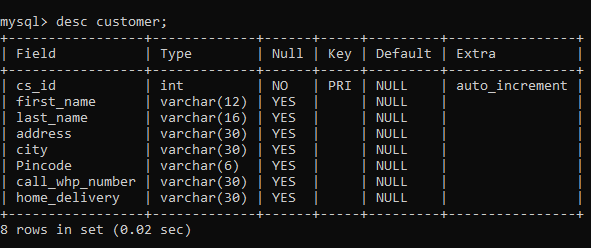 mysql> desc customer;
+-----------------+-------------+------+-----+---------+----------------+
| Field           | Type        | Null | Key | Default | Extra          |
+-----------------+-------------+------+-----+---------+----------------+
| cs_id           | int         | NO   | PRI | NULL    | auto_increment |
| first_name      | varchar(12) | YES  |     | NULL    |                |
| last_name       | varchar(16) | YES  |     | NULL    |                |
| address         | varchar(30) | YES  |     | NULL    |                |
| city            | varchar(30) | YES  |     | NULL    |                |
| Pincode         | varchar(6)  | YES  |     | NULL    |                |
| call_whp_number | varchar(30) | YES  |     | NULL    |                |
| home_delivery   | varchar(30) | YES  |     | NULL    |                |
+-----------------+-------------+------+-----+---------+----------------+
8 rows in set (0.02 sec)